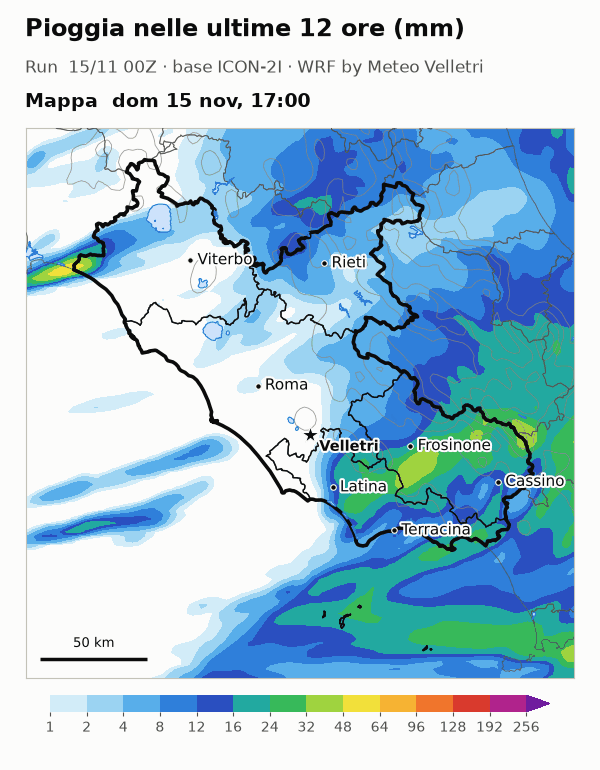 Pioggia nelle ultime 12 ore (mm)
Run  15/11 00Z · base ICON-2I · WRF by Meteo Velletri
Mappa  dom 15 nov, 17:00
Viterbo
Rieti
Roma
Velletri
Frosinone
Latina
Cassino
Terracina
50 km
1 2 4 8 12 16 24 32 48 64 96 128 192 256